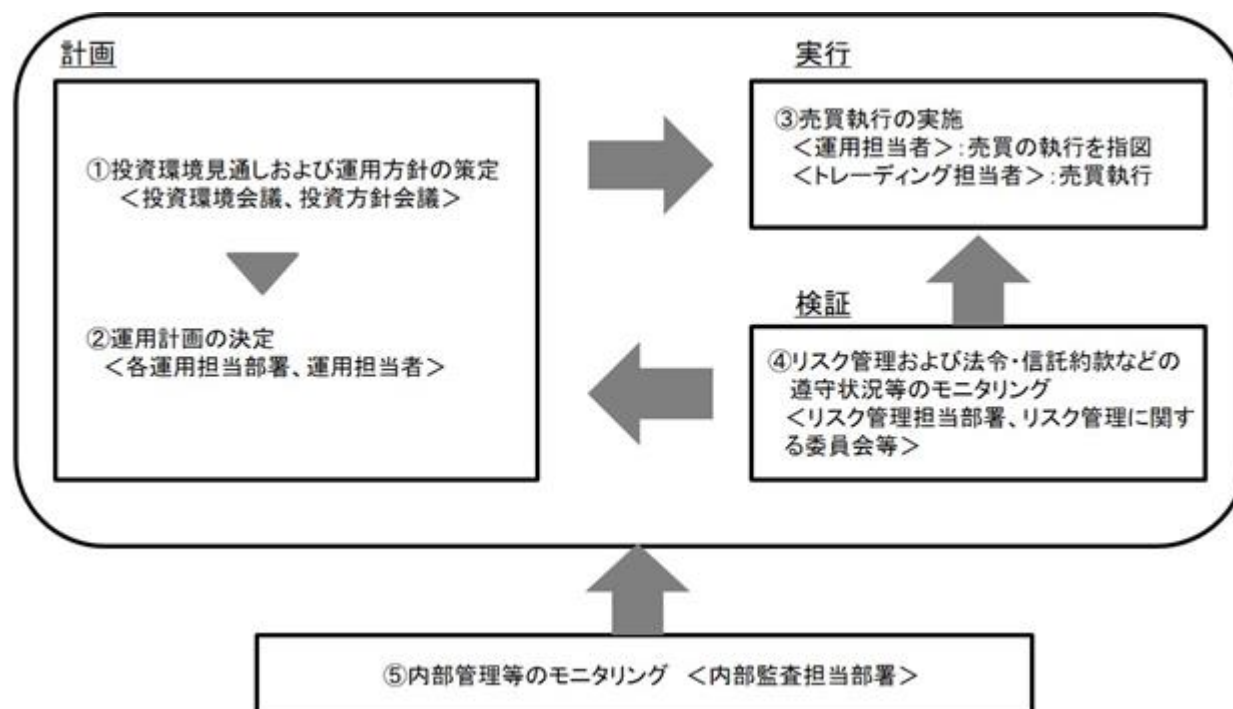 計画
①投資環境見通しおよび運用方針の策定
＜投資環境会議、投資方針会議＞
②運用計画の決定
＜各運用担当部署、運用担当者＞
実行
③売買執行の実施
＜運用担当者＞：売買の執行を指図
＜トレーディング担当者＞：売買執行
検証
④リスク管理および法令・信託約款などの
遵守状況等のモニタリング
＜リスク管理担当部署、リスク管理に関す
る委員会等＞
⑤内部管理等のモニタリング　＜内部監査担当部署＞